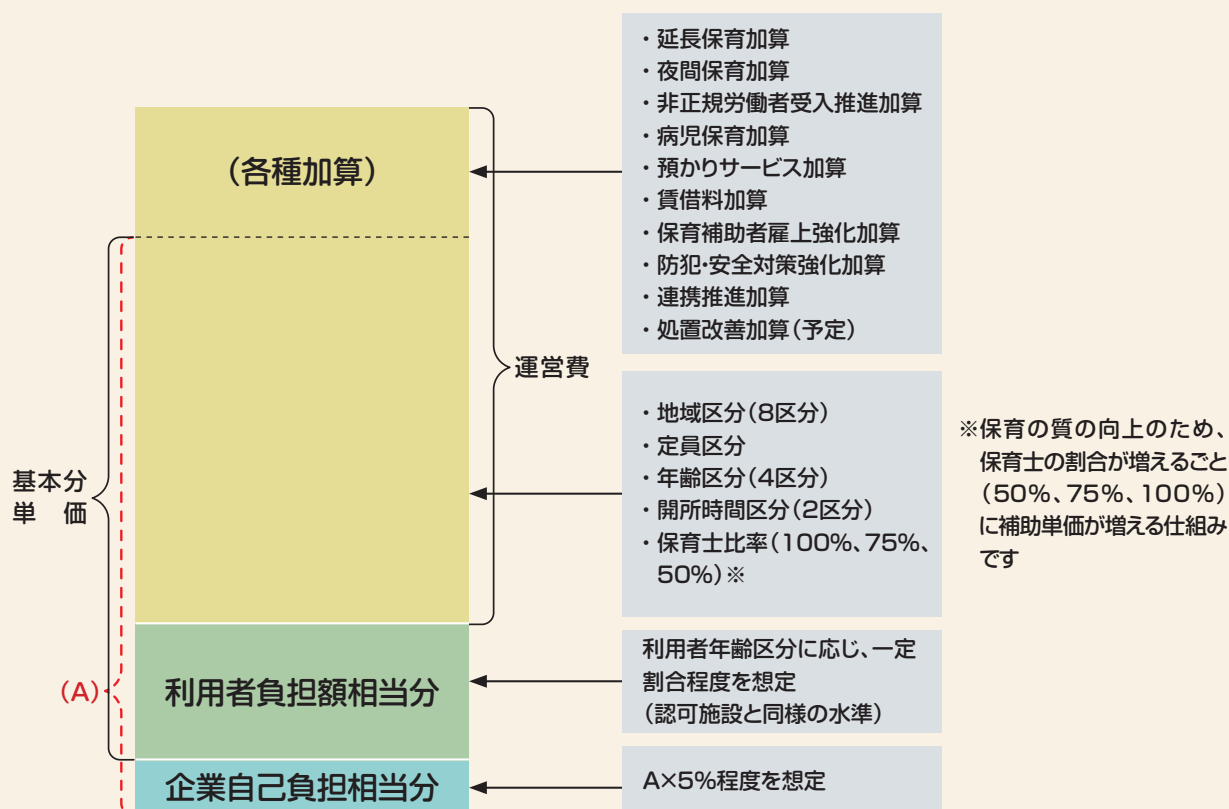 ・延長保育加算
・夜間保育加算
・非正規労働者受入推進加算
・病児保育加算
・預かりサービス加算
・賃借料加算
・保育補助者雇上強化加算
・防犯・安全対策強化加算
・連携推進加算
・処置改善加算（予定）
（各種加算）
運営費
・地域区分（8区分）
・定員区分
・年齢区分（4区分）
・開所時間区分（2区分）
・保育士比率（100%、75%、
50%）※
※保育の質の向上のため、
保育士の割合が増えるごと
（50%、75%、100%）
に補助単価が増える仕組み
です
基本分
単　価
（A）
利用者負担額相当分
利用者年齢区分に応じ、一定
割合程度を想定
（認可施設と同様の水準）
企業自己負担相当分
A×5%程度を想定